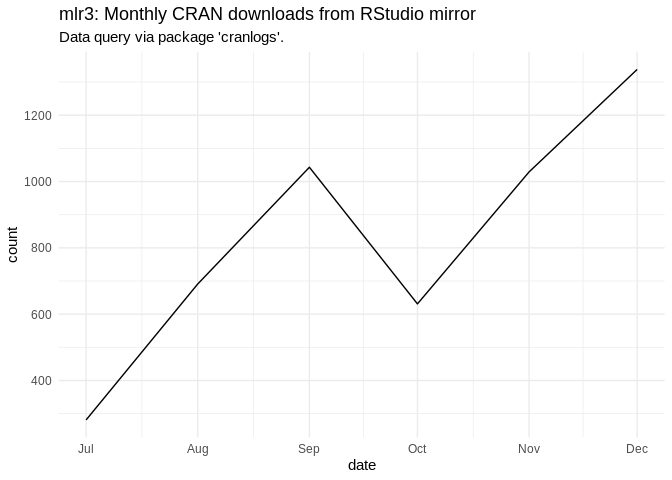 mlr3: Monthly CRAN downloads from RStudio mirror
Data query via package 'cranlogs'.
1200
1000
800
600
400
count
Jul Aug Sep Oct Nov Dec
date